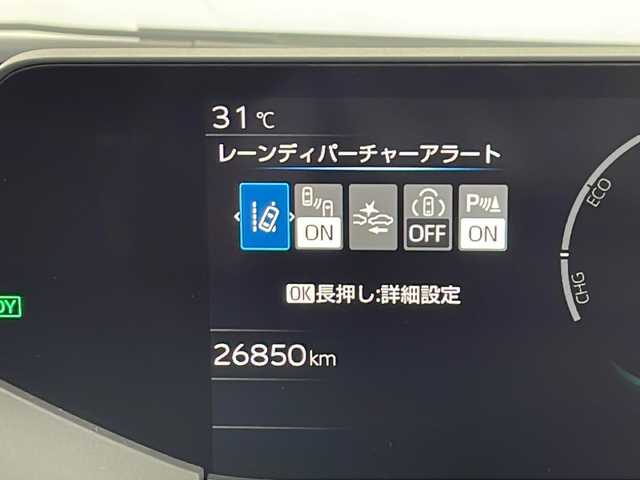 31℃
レーンディパーチャーアラート
P
ON OFF ON
OK長押し:詳細設定
26850km
ECO
CHG